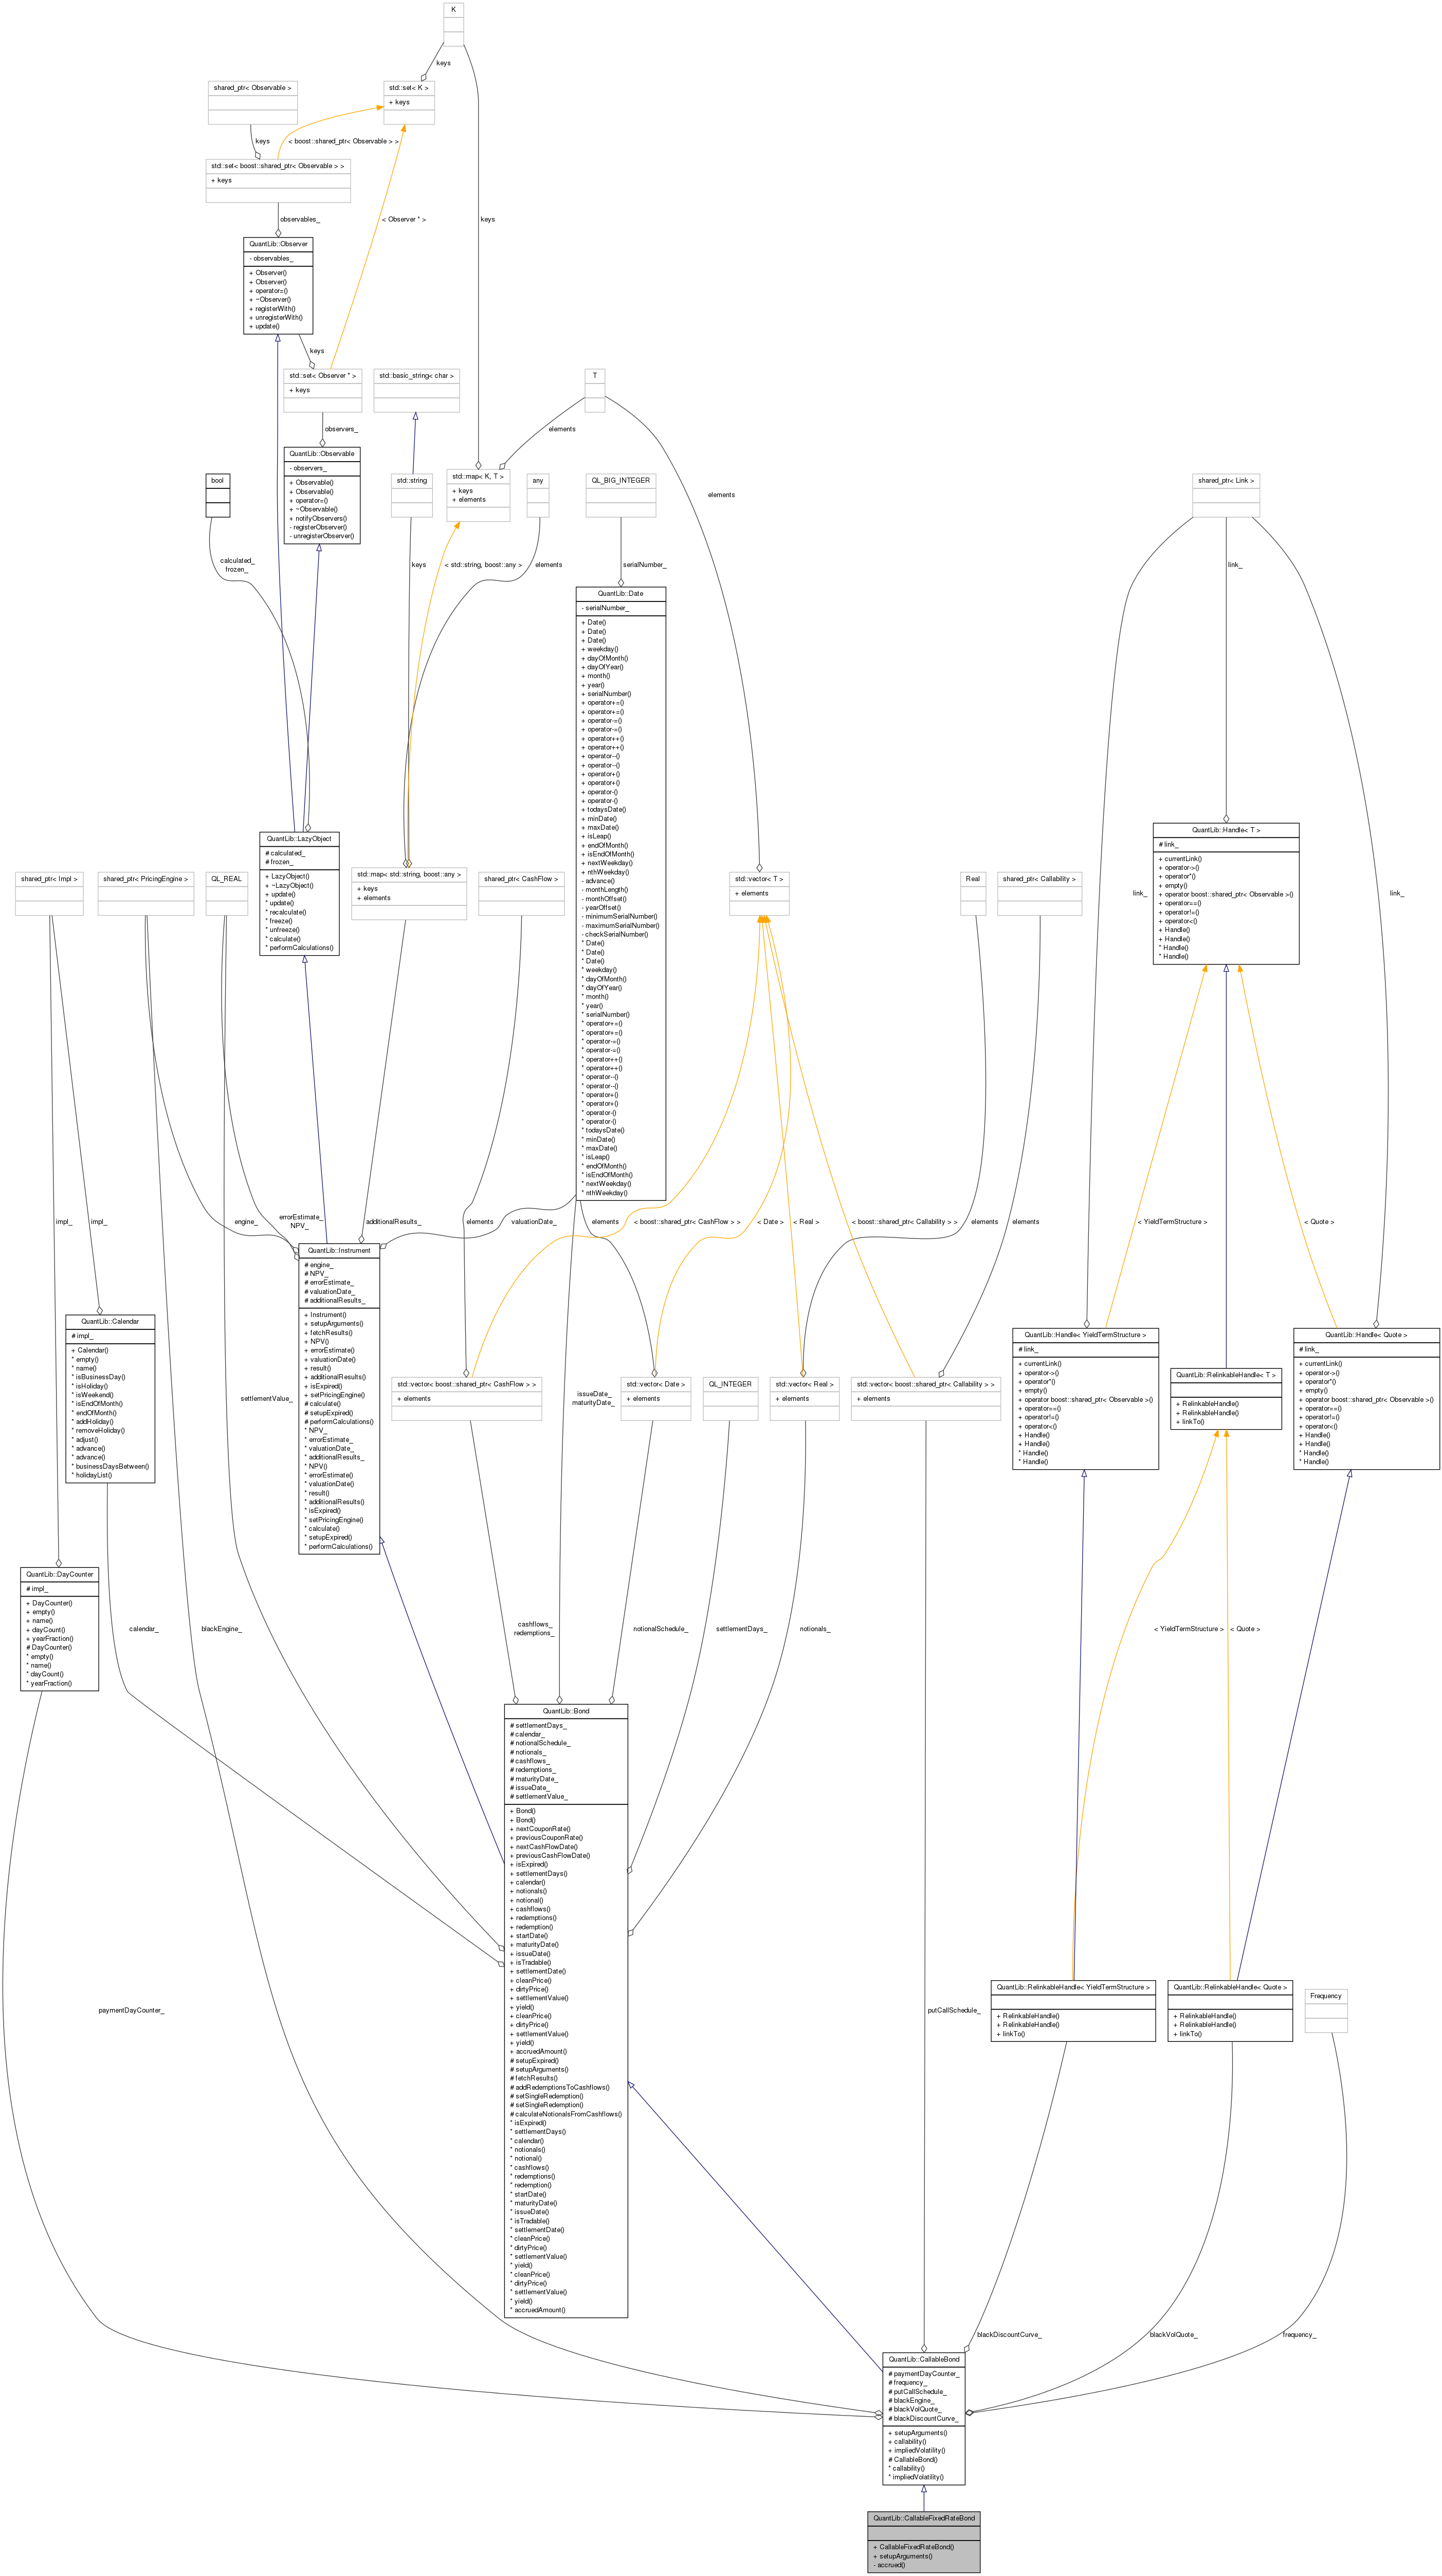 K
keys
shared_ptr< Observable >
std::set< K >
+ keys
keys
< boost::shared_ptr< Observable > >
std::set< boost::shared_ptr< Observable > >
+ keys
observables_
< Observer * >
keys
QuantLib::Observer
- observables_
+ Observer()
+ Observer()
+ operator=()
+ ~Observer()
+ registerWith()
+ unregisterWith()
+ update()
keys
std::set< Observer * >
+ keys
std::basic_string< char >
T
observers_
elements
elements
QuantLib::Observable
- observers_
+ Observable()
+ Observable()
+ operator=()
+ ~Observable()
+ notifyObservers()
- registerObserver()
- unregisterObserver()
bool
std::string
std::map< K, T >
+ keys
+ elements
any
QL_BIG_INTEGER
shared_ptr< Link >
calculated_
frozen_
keys
< std::string, boost::any >
elements
serialNumber_
link_
QuantLib::Date
- serialNumber_
+ Date()
+ Date()
+ Date()
+ weekday()
+ dayOfMonth()
+ dayOfYear()
+ month()
+ year()
+ serialNumber()
+ operator+=()
+ operator+=()
+ operator-=()
+ operator-=()
+ operator++()
+ operator++()
+ operator--()
+ operator--()
+ operator+()
+ operator+()
+ operator-()
+ operator-()
+ todaysDate()
+ minDate()
+ maxDate()
+ isLeap()
+ endOfMonth()
+ isEndOfMonth()
+ nextWeekday()
+ nthWeekday()
- advance()
- monthLength()
- monthOffset()
- yearOffset()
- minimumSerialNumber()
- maximumSerialNumber()
- checkSerialNumber()
* Date()
* Date()
* Date()
* weekday()
* dayOfMonth()
* dayOfYear()
* month()
* year()
* serialNumber()
* operator+=()
* operator+=()
* operator-=()
* operator-=()
* operator++()
* operator++()
* operator--()
* operator--()
* operator+()
* operator+()
* operator-()
* operator-()
* todaysDate()
* minDate()
* maxDate()
* isLeap()
* endOfMonth()
* isEndOfMonth()
* nextWeekday()
* nthWeekday()
QuantLib::LazyObject
# calculated_
# frozen_
+ LazyObject()
+ ~LazyObject()
+ update()
* update()
* recalculate()
* freeze()
* unfreeze()
* calculate()
* performCalculations()
QuantLib::Handle< T >
# link_
+ currentLink()
+ operator->()
+ operator*()
+ empty()
+ operator boost::shared_ptr< Observable >()
+ operator==()
+ operator!=()
+ operator<()
+ Handle()
+ Handle()
* Handle()
* Handle()
link_
link_
shared_ptr< Impl >
shared_ptr< PricingEngine >
QL_REAL
std::map< std::string, boost::any >
+ keys
+ elements
shared_ptr< CashFlow >
std::vector< T >
+ elements
Real
shared_ptr< Callability >
impl_
impl_
engine_
errorEstimate_
NPV_
additionalResults_
elements
valuationDate_
elements
< boost::shared_ptr< CashFlow > >
< Date >
< Real >
< boost::shared_ptr< Callability > >
elements
elements
< YieldTermStructure >
< Quote >
QuantLib::Instrument
# engine_
# NPV_
# errorEstimate_
# valuationDate_
# additionalResults_
+ Instrument()
+ setupArguments()
+ fetchResults()
+ NPV()
+ errorEstimate()
+ valuationDate()
+ result()
+ additionalResults()
+ isExpired()
+ setPricingEngine()
# calculate()
# setupExpired()
# performCalculations()
* NPV_
* errorEstimate_
* valuationDate_
* additionalResults_
* NPV()
* errorEstimate()
* valuationDate()
* result()
* additionalResults()
* isExpired()
* setPricingEngine()
* calculate()
* setupExpired()
* performCalculations()
QuantLib::Calendar
# impl_
+ Calendar()
* empty()
* name()
* isBusinessDay()
* isHoliday()
* isWeekend()
* isEndOfMonth()
* endOfMonth()
* addHoliday()
* removeHoliday()
* adjust()
* advance()
* advance()
* businessDaysBetween()
* holidayList()
settlementValue_
std::vector< boost::shared_ptr< CashFlow > >
+ elements
issueDate_
maturityDate_
std::vector< Date >
+ elements
QL_INTEGER
std::vector< Real >
+ elements
std::vector< boost::shared_ptr< Callability > >
+ elements
QuantLib::Handle< YieldTermStructure >
# link_
+ currentLink()
+ operator->()
+ operator*()
+ empty()
+ operator boost::shared_ptr< Observable >()
+ operator==()
+ operator!=()
+ operator<()
+ Handle()
+ Handle()
* Handle()
* Handle()
QuantLib::RelinkableHandle< T >
+ RelinkableHandle()
+ RelinkableHandle()
+ linkTo()
QuantLib::Handle< Quote >
# link_
+ currentLink()
+ operator->()
+ operator*()
+ empty()
+ operator boost::shared_ptr< Observable >()
+ operator==()
+ operator!=()
+ operator<()
+ Handle()
+ Handle()
* Handle()
* Handle()
QuantLib::DayCounter
# impl_
+ DayCounter()
+ empty()
+ name()
+ dayCount()
+ yearFraction()
# DayCounter()
* empty()
* name()
* dayCount()
* yearFraction()
calendar_
blackEngine_
cashflows_
redemptions_
notionalSchedule_
settlementDays_
notionals_
< YieldTermStructure >
< Quote >
QuantLib::Bond
# settlementDays_
# calendar_
# notionalSchedule_
# notionals_
# cashflows_
# redemptions_
# maturityDate_
# issueDate_
# settlementValue_
+ Bond()
+ Bond()
+ nextCouponRate()
+ previousCouponRate()
+ nextCashFlowDate()
+ previousCashFlowDate()
+ isExpired()
+ settlementDays()
+ calendar()
+ notionals()
+ notional()
+ cashflows()
+ redemptions()
+ redemption()
+ startDate()
+ maturityDate()
+ issueDate()
+ isTradable()
+ settlementDate()
+ cleanPrice()
+ dirtyPrice()
+ settlementValue()
+ yield()
+ cleanPrice()
+ dirtyPrice()
+ settlementValue()
+ yield()
+ accruedAmount()
# setupExpired()
# setupArguments()
# fetchResults()
# addRedemptionsToCashflows()
# setSingleRedemption()
# setSingleRedemption()
# calculateNotionalsFromCashflows()
* isExpired()
* settlementDays()
* calendar()
* notionals()
* notional()
* cashflows()
* redemptions()
* redemption()
* startDate()
* maturityDate()
* issueDate()
* isTradable()
* settlementDate()
* cleanPrice()
* dirtyPrice()
* settlementValue()
* yield()
* cleanPrice()
* dirtyPrice()
* settlementValue()
* yield()
* accruedAmount()
paymentDayCounter_
putCallSchedule_
QuantLib::RelinkableHandle< YieldTermStructure >
+ RelinkableHandle()
+ RelinkableHandle()
+ linkTo()
QuantLib::RelinkableHandle< Quote >
+ RelinkableHandle()
+ RelinkableHandle()
+ linkTo()
Frequency
blackDiscountCurve_
blackVolQuote_
frequency_
QuantLib::CallableBond
# paymentDayCounter_
# frequency_
# putCallSchedule_
# blackEngine_
# blackVolQuote_
# blackDiscountCurve_
+ setupArguments()
+ callability()
+ impliedVolatility()
# CallableBond()
* callability()
* impliedVolatility()
QuantLib::CallableFixedRateBond
+ CallableFixedRateBond()
+ setupArguments()
- accrued()